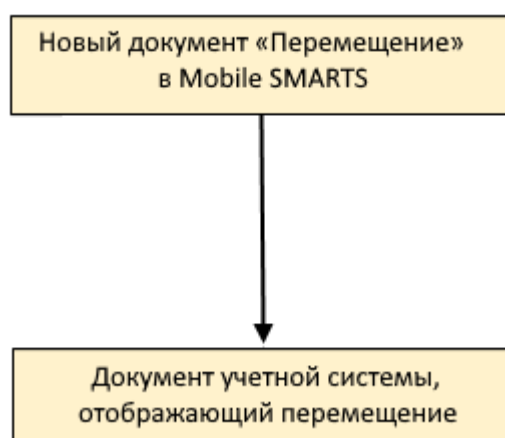 Новый документ «Перемещение»
в Mobile SMARTS
Документ учетной системы,
отображающий перемещение